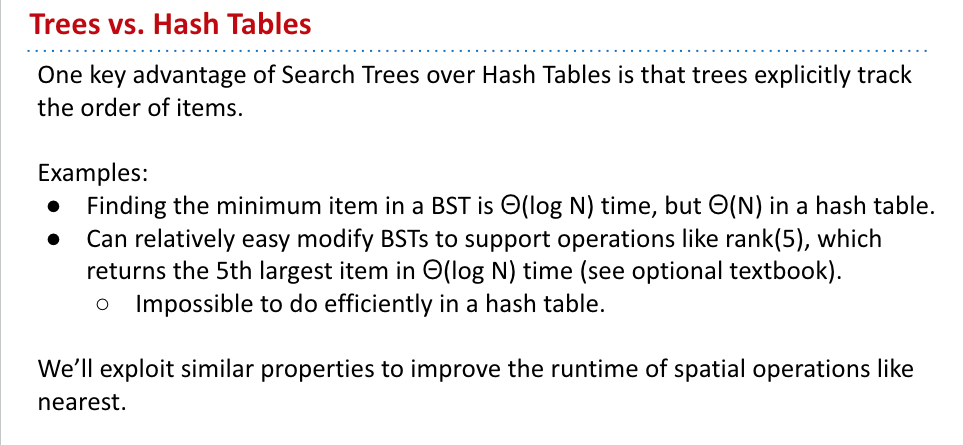 Trees vs. Hash Tables
One key advantage of Search Trees over Hash Tables is that trees explicitly track
the order of items.
Examples:
● Finding the minimum item in a BST is Θ(log N) time, but Θ(N) in a hash table.
● Can relatively easy modify BSTs to support operations like rank(5), which
returns the 5th largest item in Θ(log N) time (see optional textbook).
○ Impossible to do efficiently in a hash table.
We’ll exploit similar properties to improve the runtime of spatial operations like
nearest.